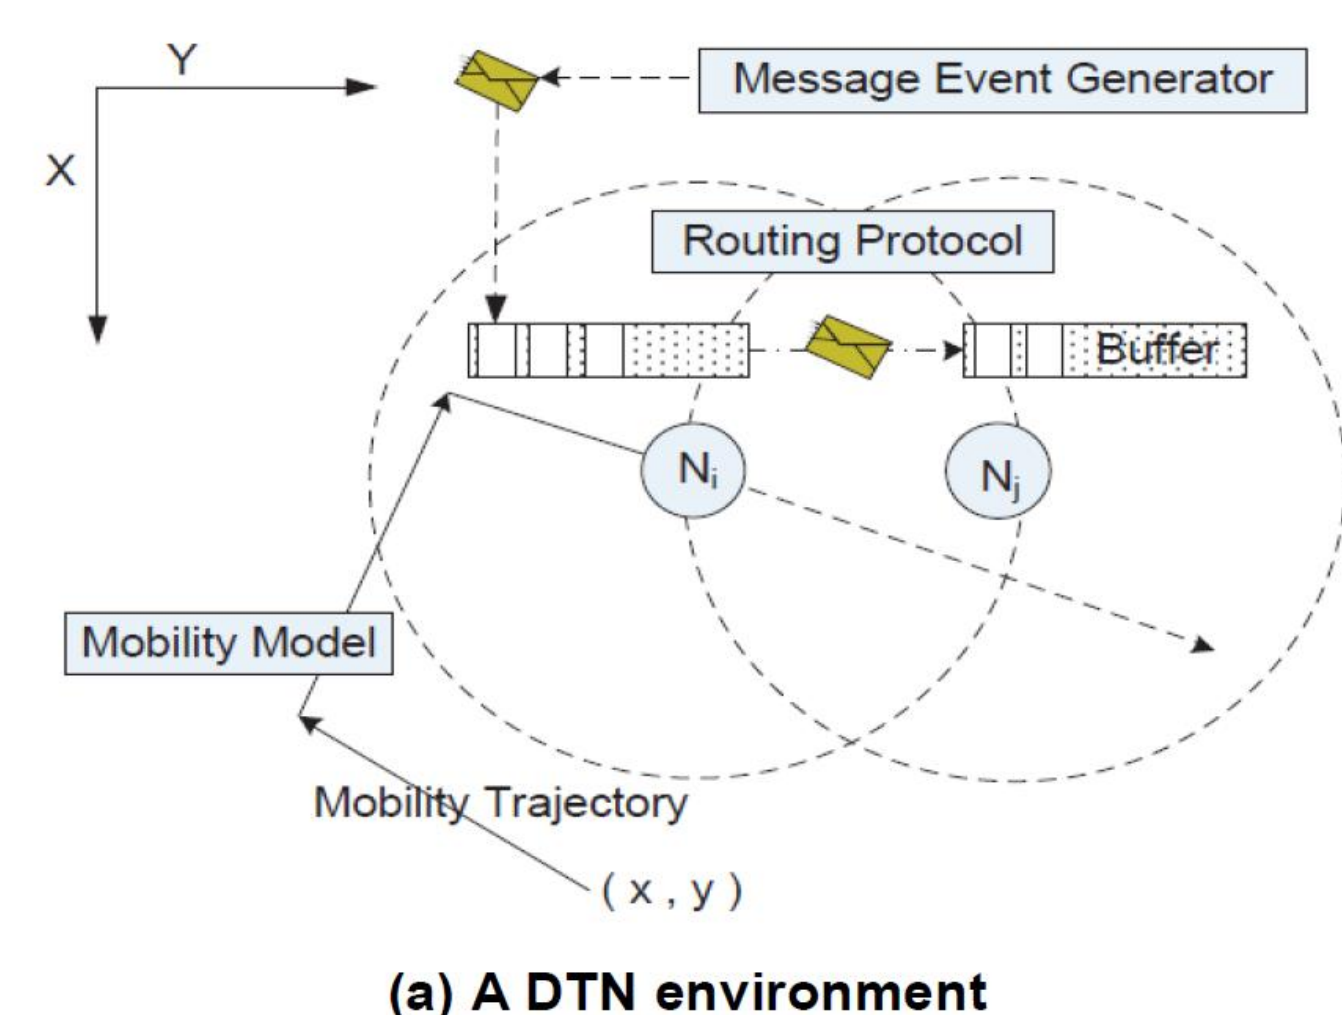 Y
Message Event Generator
X
Routing Protocol
Buffer
Ni
Nj
Mobility Model
Mobility Trajectory
( x , y )
(a) A DTN environment